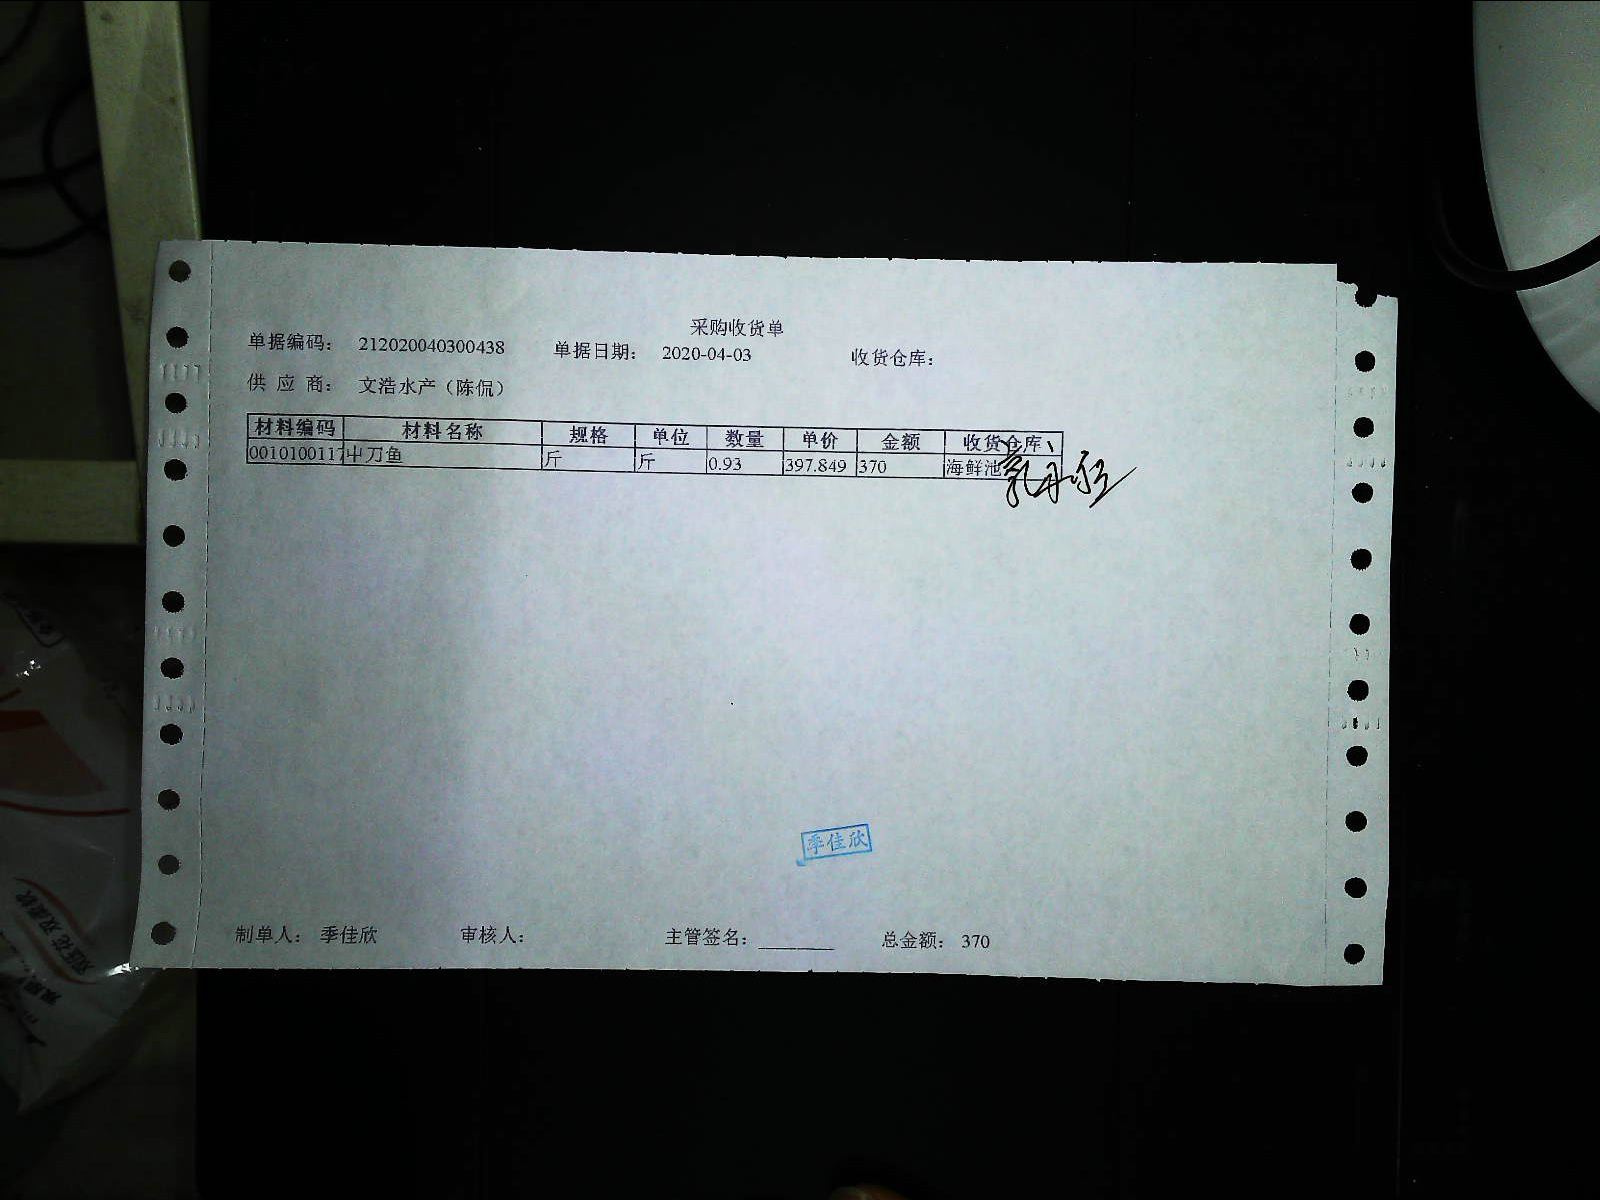 采购收货单
单据编码： 212020040300438 单据日期： 2020-04-03 收货仓库：
供 应 商： 文浩水产（陈侃）
材料编码 材料名称 规格 单位 数量 单价 金额 收货仓库
0010100117 中刀鱼 斤 斤 0.93 397.849 370 海鲜池
季佳欣
制单人： 季佳欣 审核人： 主管签名： 总金额： 370